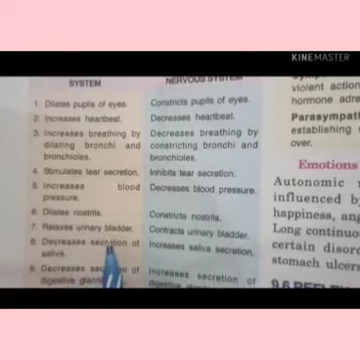 KINEMASTER
SYSTEM
NERVOUS SYSTEM
1. Dilates pupils of eyes.
Constricts pupils of eyes.
2. Increases heartbeat.
Decreases heartbeat.
3. Increases breathing by
dilating bronchi and
bronchioles.
Decreases breathing by
constricting bronchi and
bronchioles.
4. Stimulates tear secretion.
Inhibits tear secretion.
5. Increases blood
pressure.
Decreases blood pressure.
6. Dilates nostrils.
Constricts nostrils.
7. Relaxes urinary bladder.
Contracts urinary bladder.
8. Decreases secretion of
saliva.
Increases saliva secretion.
9. Decreases secretion of
digestive
Increases secretion of
digestive
violent action
hormone adre
Parasympat
establishing
over.
Emotions
Autonomic
influenced by
happiness, ang
Long continuo
certain disor
stomach ulcer